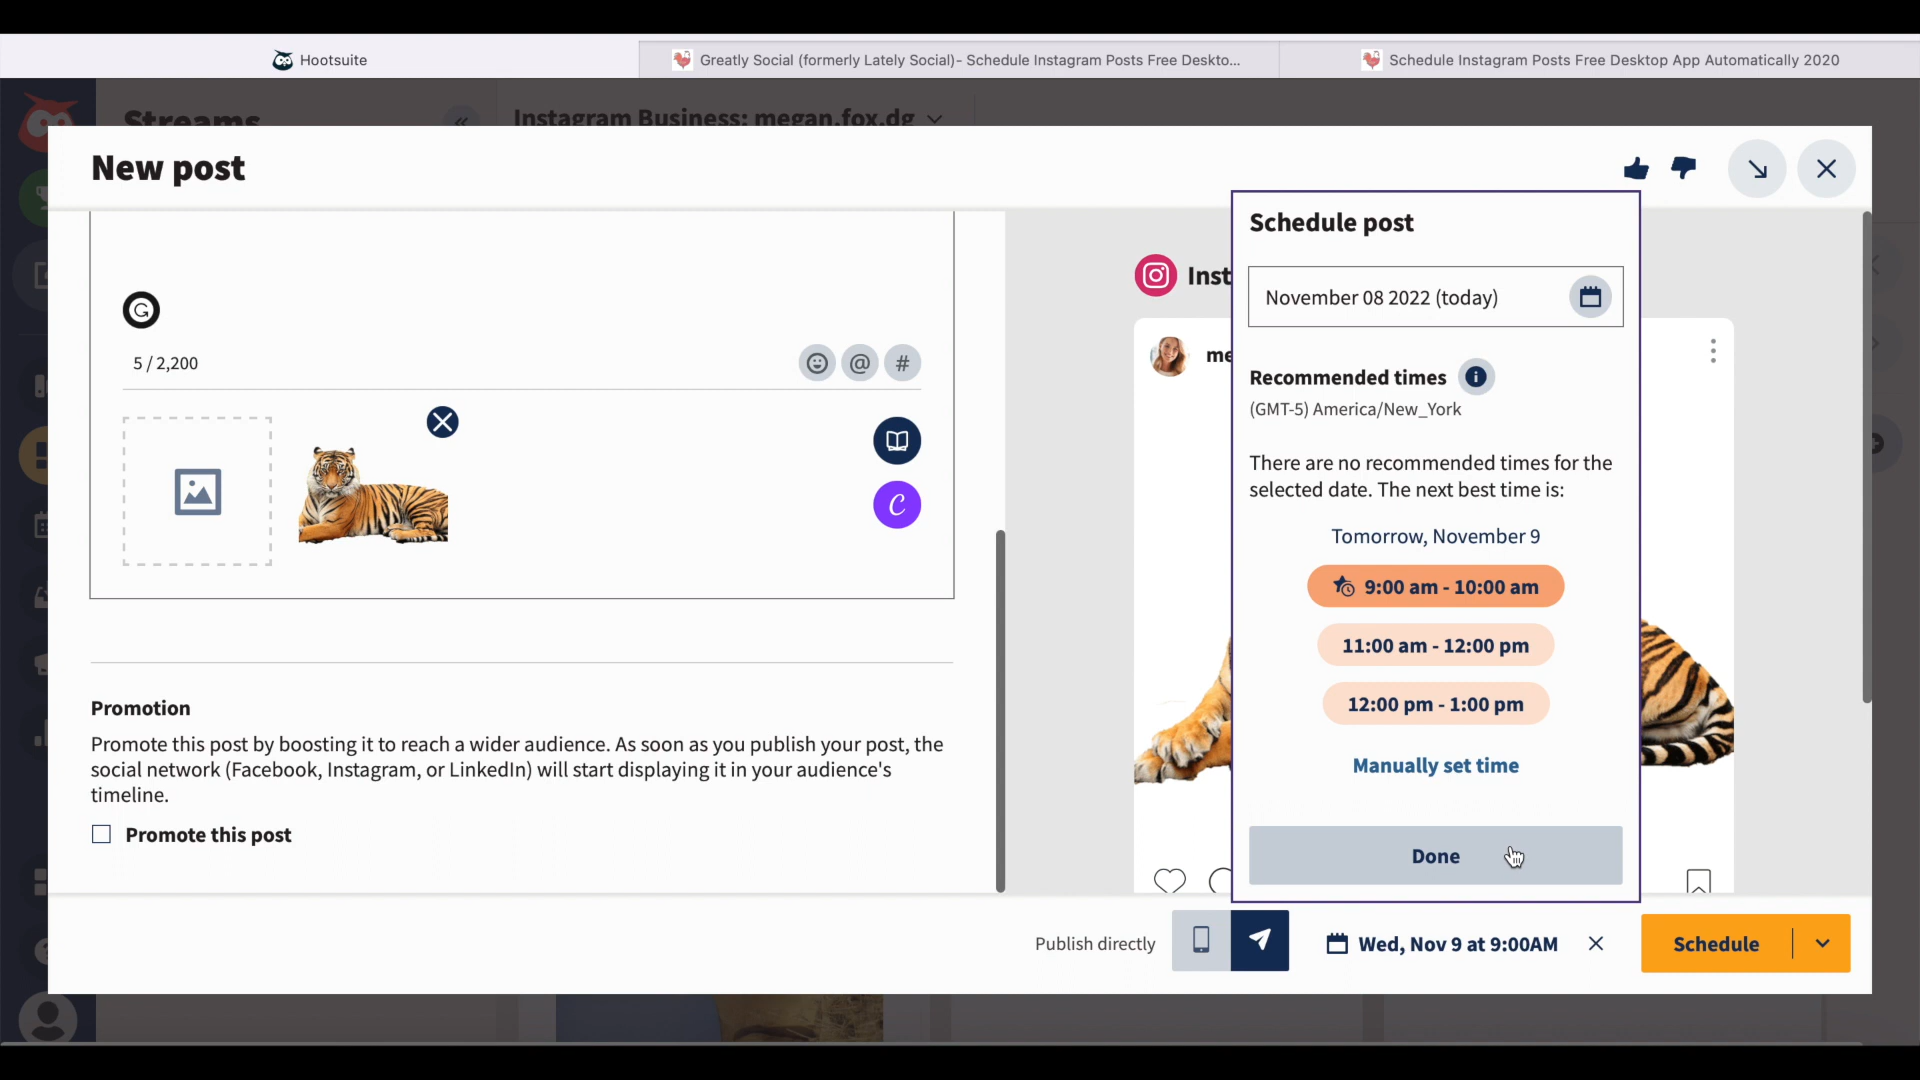 Hootsuite
Greatly Social (formerly Lately Social)- Schedule Instagram Posts Free Deskto...
Schedule Instagram Posts Free Desktop App Automatically 2020
Streams
Instagram Business: megan.fox.dg
New post
Schedule post
Inst
November 08 2022 (today)
me
5 / 2,200
@
#
Recommended times
(GMT-5) America/New_York
There are no recommended times for the
selected date. The next best time is:
Tomorrow, November 9
9:00 am - 10:00 am
11:00 am - 12:00 pm
12:00 pm - 1:00 pm
Manually set time
Done
Promotion
Promote this post by boosting it to reach a wider audience. As soon as you publish your post, the
social network (Facebook, Instagram, or LinkedIn) will start displaying it in your audience's
timeline.
Promote this post
Publish directly
Wed, Nov 9 at 9:00AM
Schedule